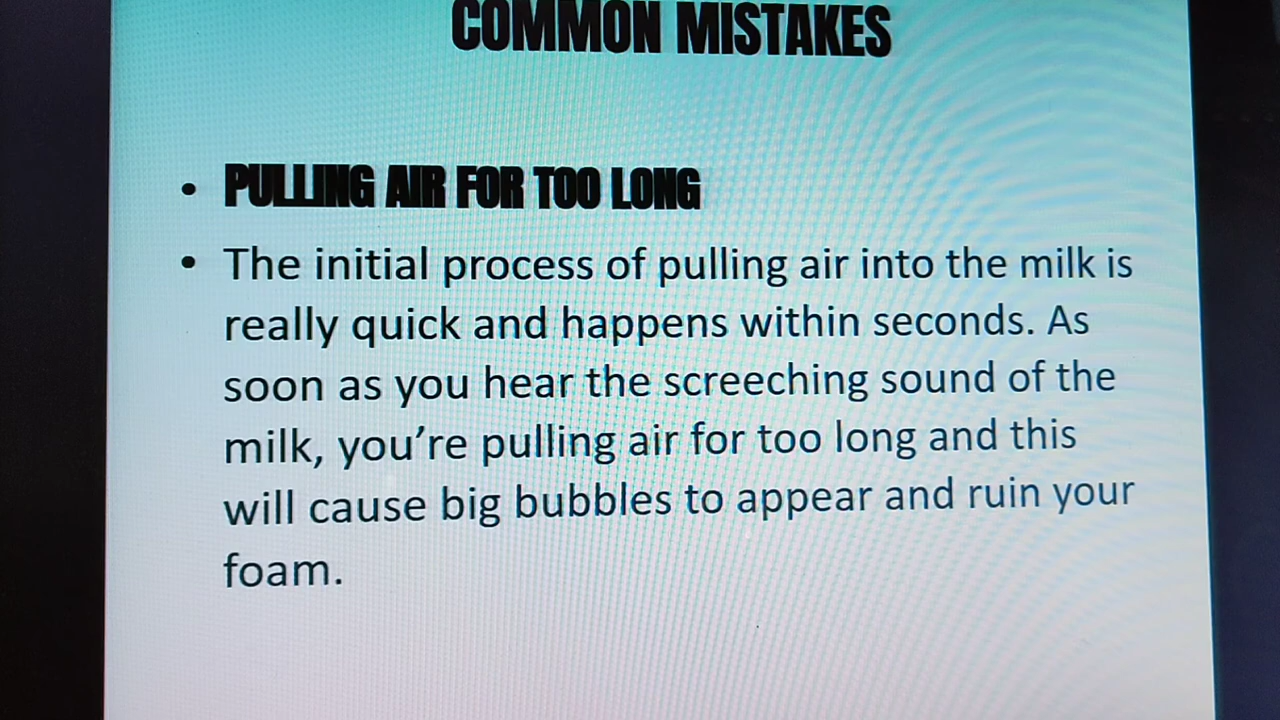 COMMON MISTAKES
• PULLING AIR FOR TOO LONG
• The initial process of pulling air into the milk is
really quick and happens within seconds. As
soon as you hear the screeching sound of the
milk, you’re pulling air for too long and this
will cause big bubbles to appear and ruin your
foam.